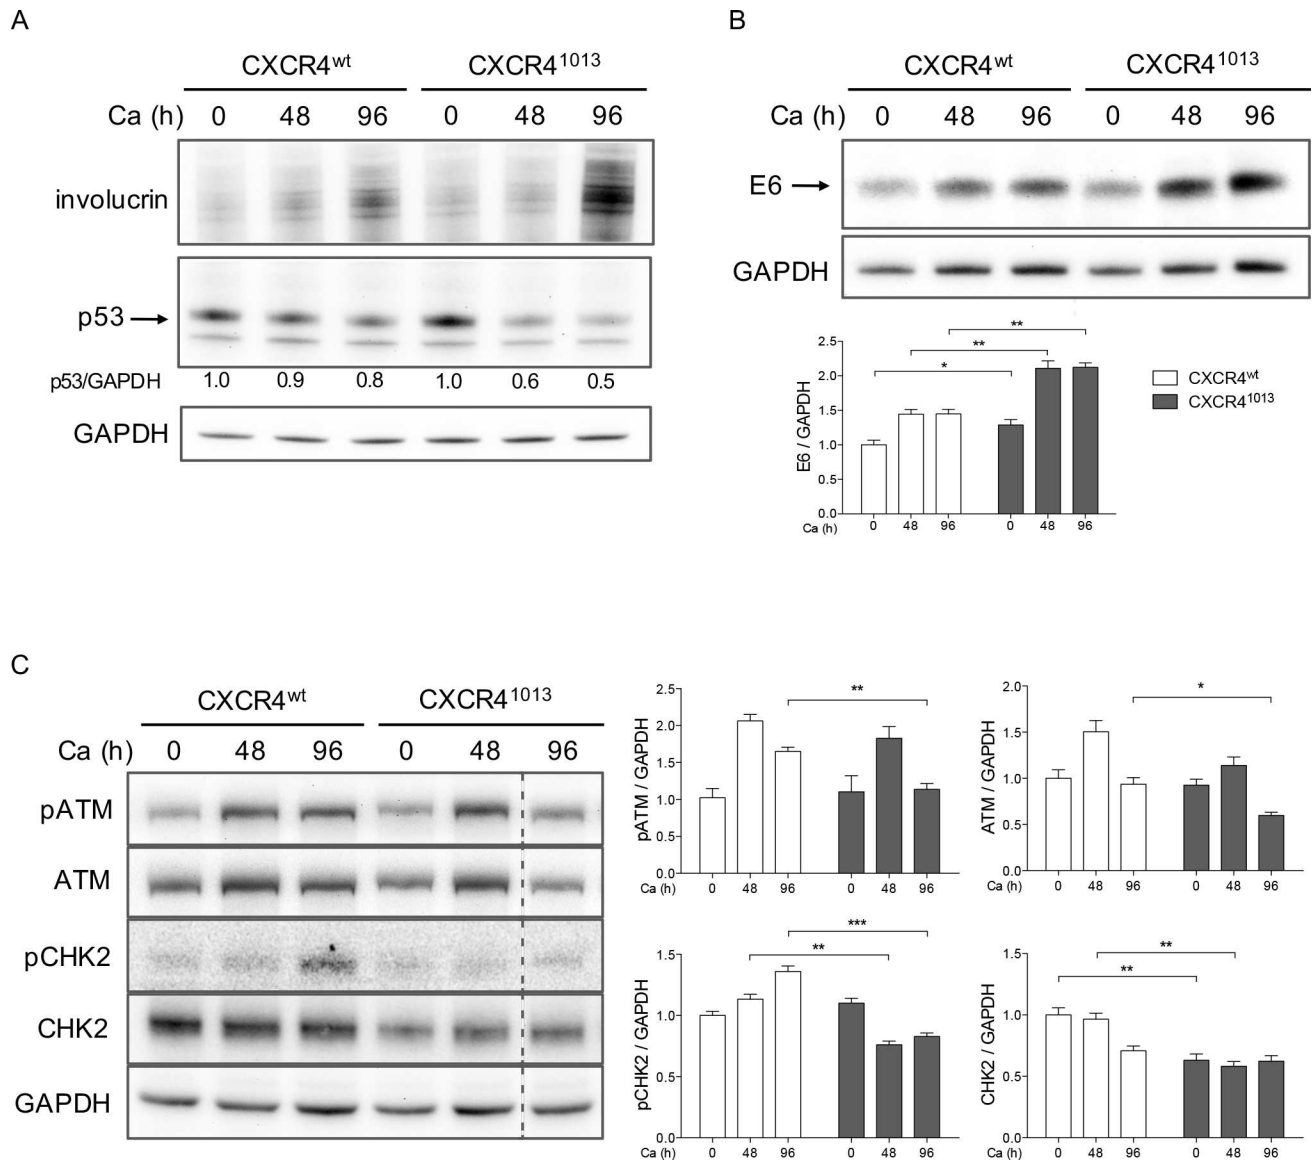 A
CXCR4wt CXCR41013
Ca (h) 0 48 96 0 48 96
involucrin
p53
p53/GAPDH 1.0 0.9 0.8 1.0 0.6 0.5
GAPDH
B
CXCR4wt CXCR41013
Ca (h) 0 48 96 0 48 96
E6
GAPDH
** 
**
*
2.5
2.0
1.5
1.0
0.5
0.0
E6 / GAPDH
Ca (h) 0 48 96 0 48 96
CXCR4wt
CXCR41013
C
CXCR4wt CXCR41013
Ca (h) 0 48 96 0 48 96
pATM
ATM
pCHK2
CHK2
GAPDH
**
2.5
2.0
1.5
1.0
0.5
0.0
pATM / GAPDH
Ca (h) 0 48 96 0 48 96
*
2.0
1.5
1.0
0.5
0.0
ATM / GAPDH
Ca (h) 0 48 96 0 48 96
***
**
1.5
1.0
0.5
0.0
pCHK2 / GAPDH
Ca (h) 0 48 96 0 48 96
**
**
1.5
1.0
0.5
0.0
CHK2 / GAPDH
Ca (h) 0 48 96 0 48 96